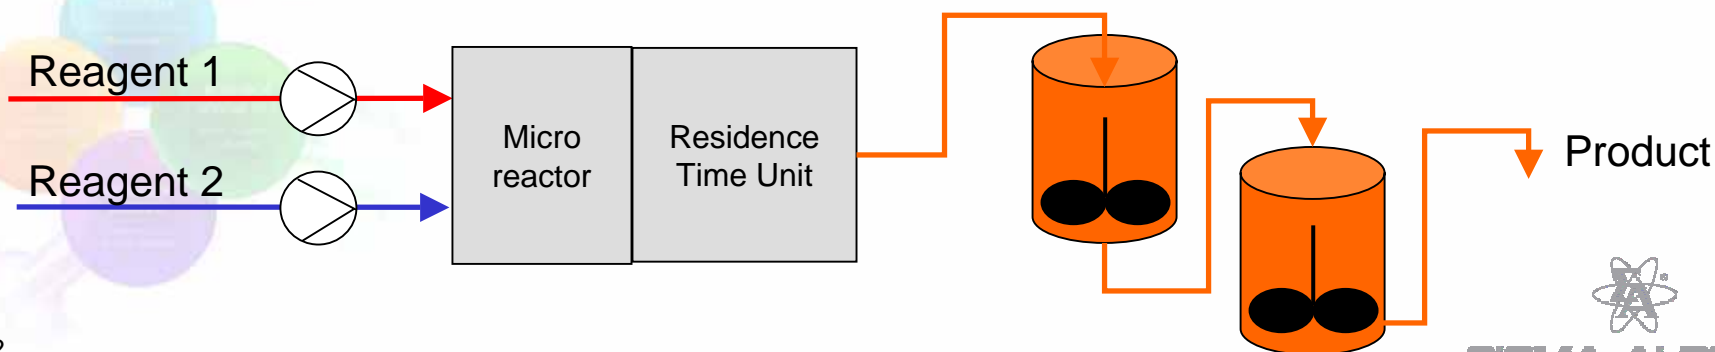 Reagent 1
Reagent 2
Micro
reactor
Residence
Time Unit
Product